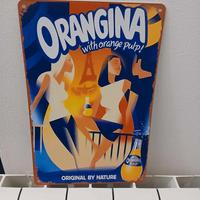 ORANGINA
with orange pulp!
ORIGINAL BY NATURE